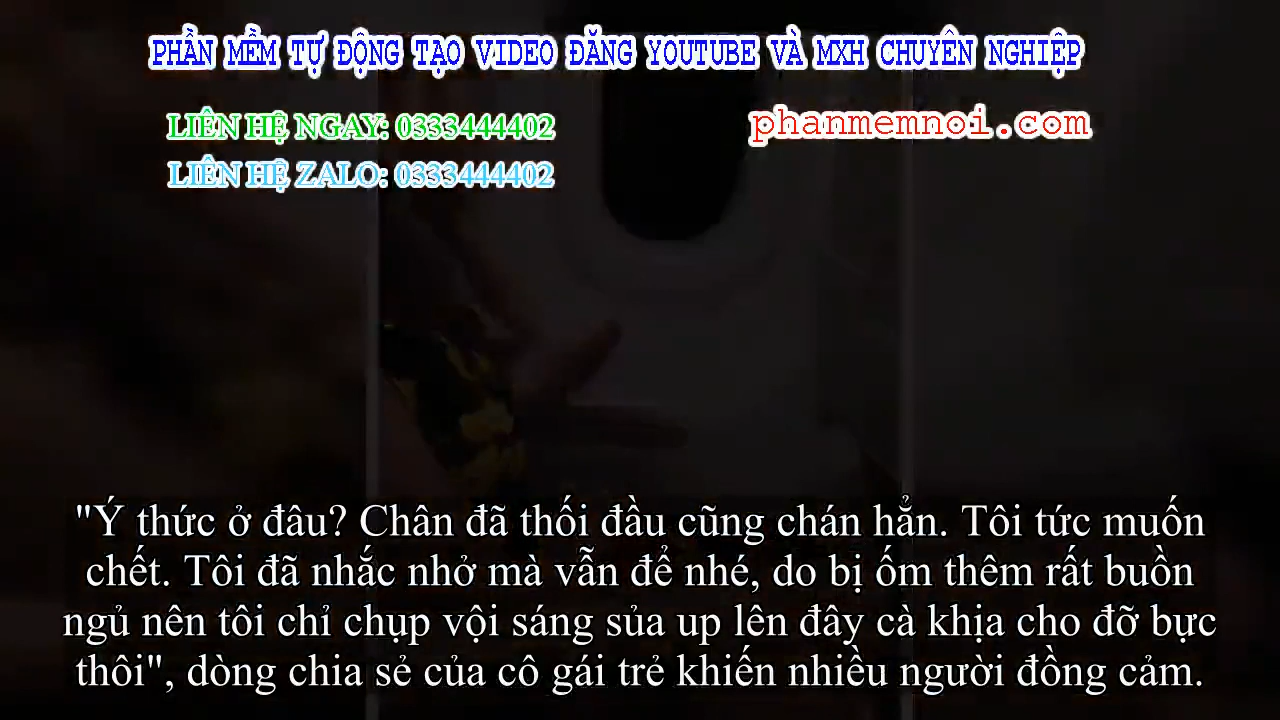 PHẦN MỀM TỰ ĐỘNG TẠO VIDEO ĐĂNG YOUTUBE VÀ MXH CHUYÊN NGHIỆP
LIÊN HỆ NGAY: 0333444402
phanmemnoi.com
LIÊN HỆ ZALO: 0333444402
"Ý thức ở đâu? Chân đã thối đầu cũng chán hẳn. Tôi tức muốn
chết. Tôi đã nhắc nhở mà vẫn để nhé, do bị ốm thêm rất buồn
ngủ nên tôi chỉ chụp vội sáng sủa up lên đây cà khịa cho đỡ bực
thôi", dòng chia sẻ của cô gái trẻ khiến nhiều người đồng cảm.